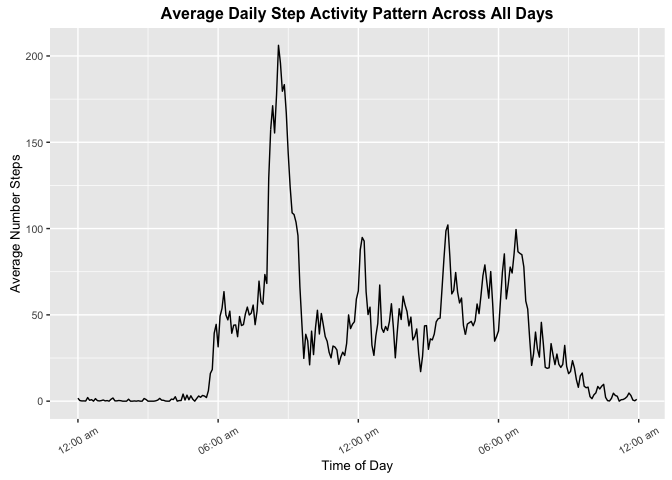 Average Daily Step Activity Pattern Across All Days
Average Number Steps
200
150
100
50
0
12:00 am
06:00 am
12:00 pm
06:00 pm
12:00 am
Time of Day